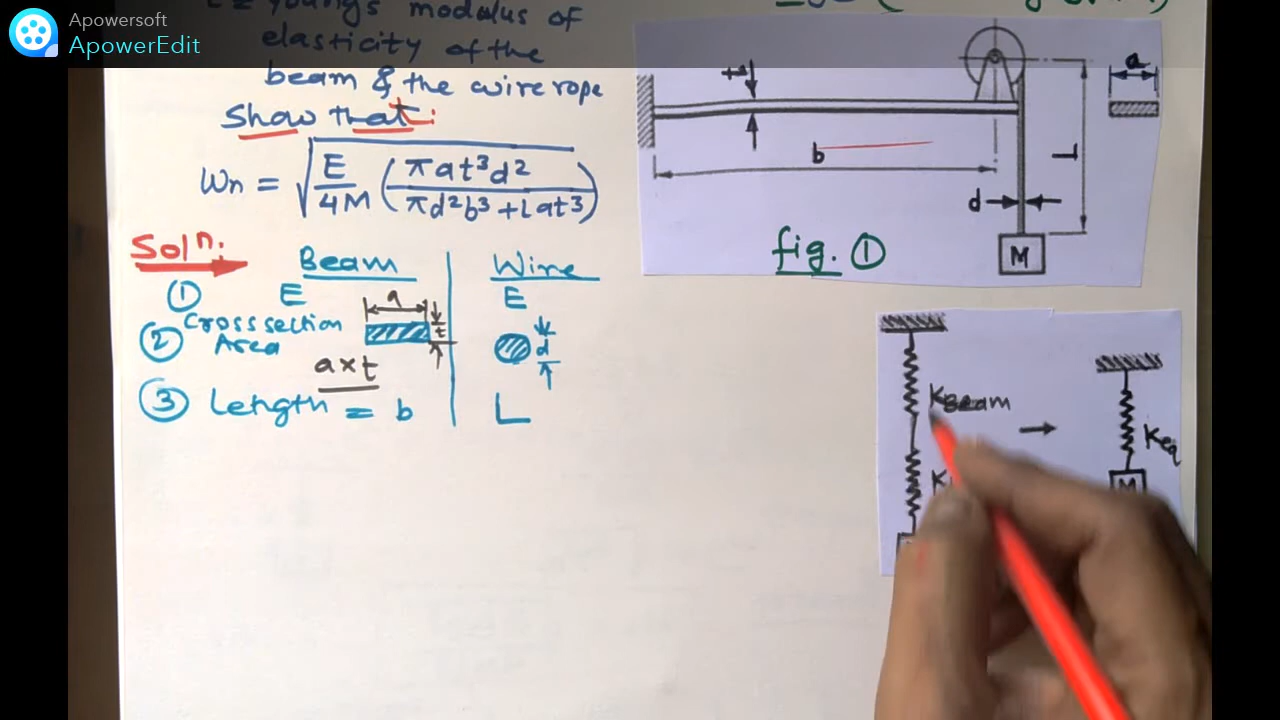 Apowersoft
ApowerEdit
modulus of
elasticity of the
beam & the wire rope
Show that:
Wn = √ E/4M ( πat³d² / πd²b³ + Lat³ )
Soln.
Beam
Wire
① E
E
② Cross section
Area
a
t
d
a×t
③ Length = b
L
t
a
b
L
d
M
fig. ①
KBeam
Keq
M